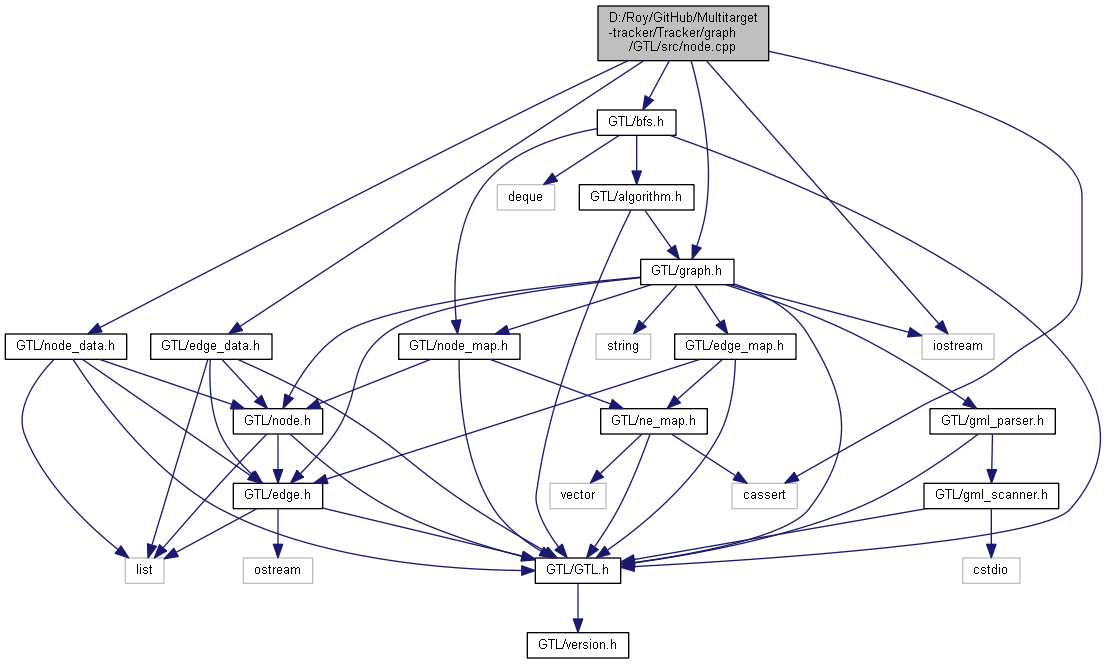 D:/Roy/GitHub/Multitarget
-tracker/Tracker/graph
/GTL/src/node.cpp
GTL/bfs.h
deque
GTL/algorithm.h
GTL/graph.h
GTL/node_data.h
GTL/edge_data.h
GTL/node_map.h
string
GTL/edge_map.h
iostream
GTL/node.h
GTL/ne_map.h
GTL/gml_parser.h
GTL/edge.h
vector
cassert
GTL/gml_scanner.h
list
ostream
GTL/GTL.h
cstdio
GTL/version.h